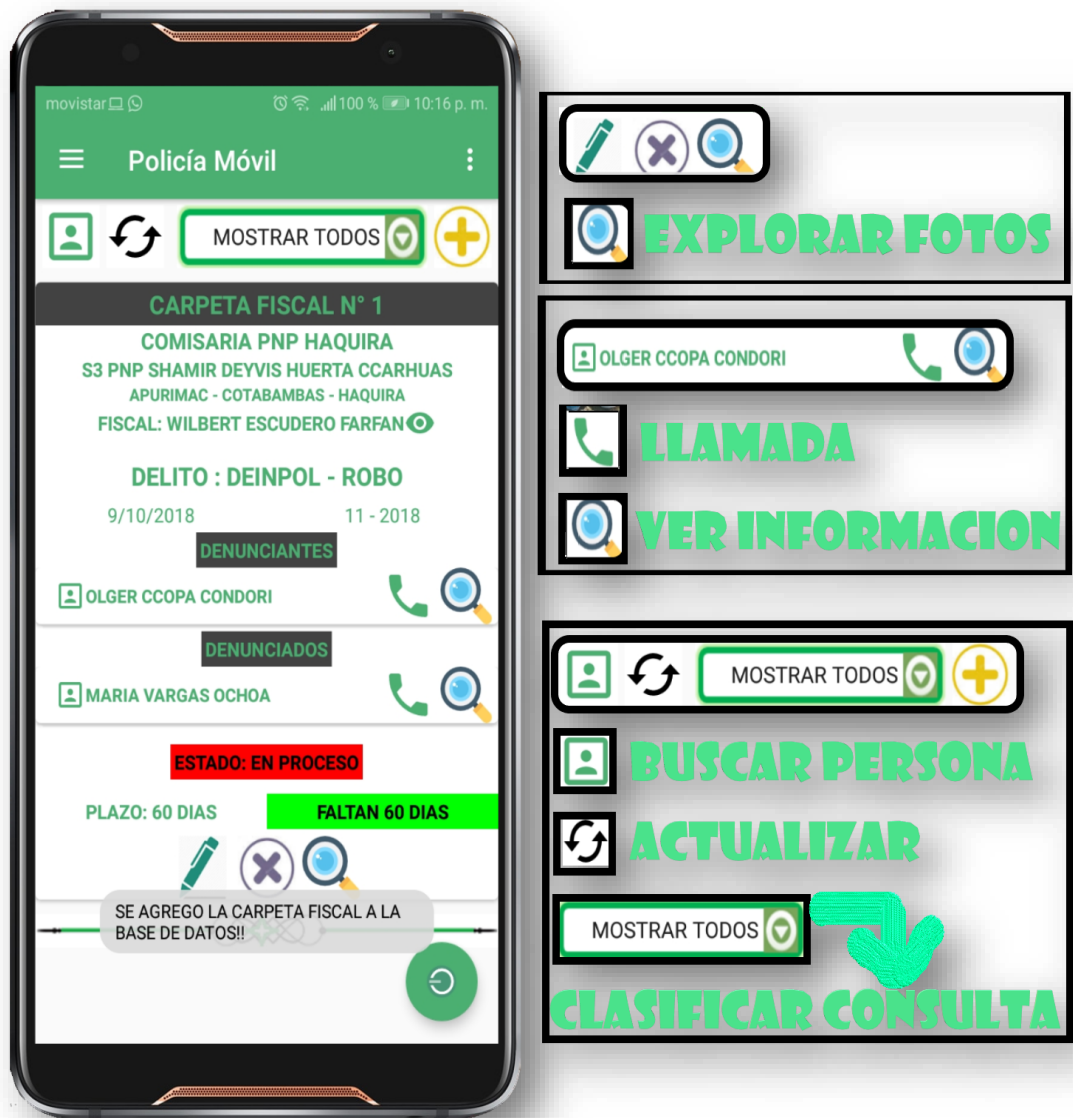 movistar 100 % 10:16 p. m.
Policía Móvil
MOSTRAR TODOS
CARPETA FISCAL N° 1
COMISARIA PNP HAQUIRA
S3 PNP SHAMIR DEYVIS HUERTA CCARHUAS
APURIMAC - COTABAMBAS - HAQUIRA
FISCAL: WILBERT ESCUDERO FARFAN
DELITO : DEINPOL - ROBO
9/10/2018 11 - 2018
DENUNCIANTES
OLGER CCOPA CONDORI
DENUNCIADOS
MARIA VARGAS OCHOA
ESTADO: EN PROCESO
PLAZO: 60 DIAS FALTAN 60 DIAS
SE AGREGO LA CARPETA FISCAL A LA
BASE DE DATOS!!
EXPLORAR FOTOS
OLGER CCOPA CONDORI
LLAMADA
VER INFORMACION
MOSTRAR TODOS
BUSCAR PERSONA
ACTUALIZAR
MOSTRAR TODOS
CLASIFICAR CONSULTA